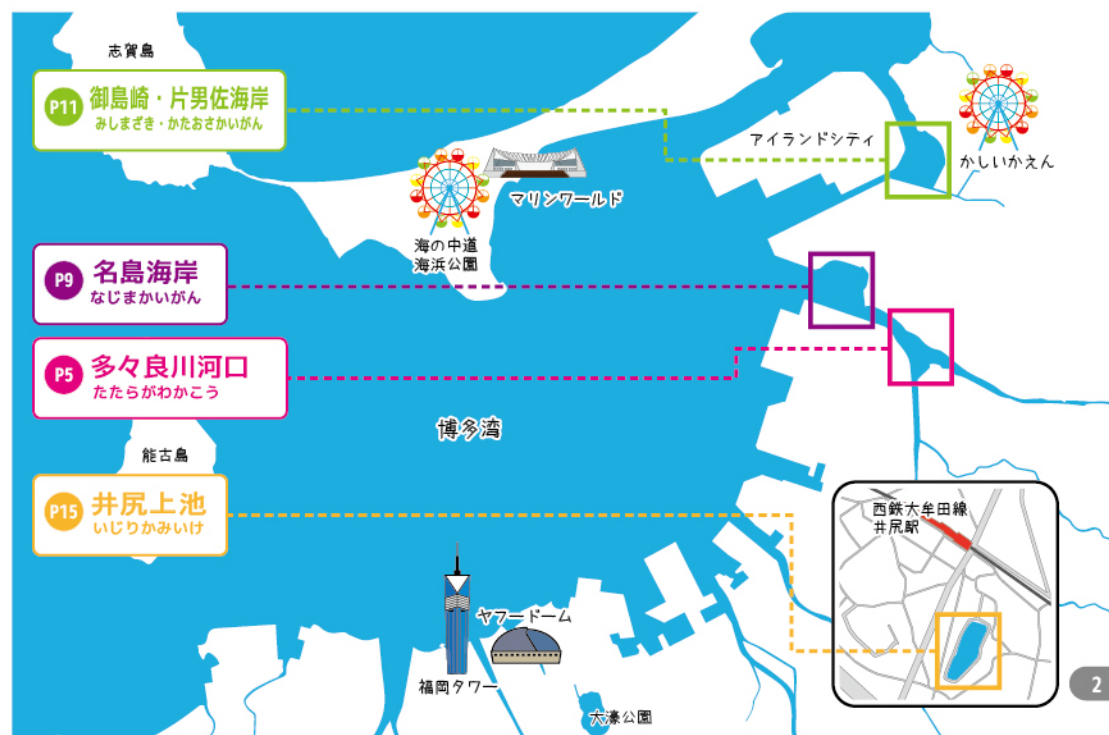 志賀島
P11
御島崎・片男佐海岸
みしまざき・かたおさかいがん
アイランドシティ
かしいかえん
マリンワールド
海の中道
海浜公園
P9
名島海岸
なじまかいがん
P5
多々良川河口
たたらがわかこう
博多湾
能古島
P15
井尻上池
いじりかみいけ
西鉄大牟田線
井尻駅
ヤフードーム
福岡タワー
大濠公園
2